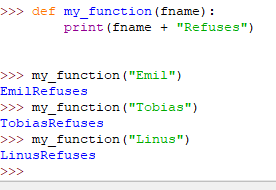 >>> def my_function(fname):
        print(fname + "Refuses")
>>> my_function("Emil")
EmilRefuses
>>> my_function("Tobias")
TobiasRefuses
>>> my_function("Linus")
LinusRefuses
>>>